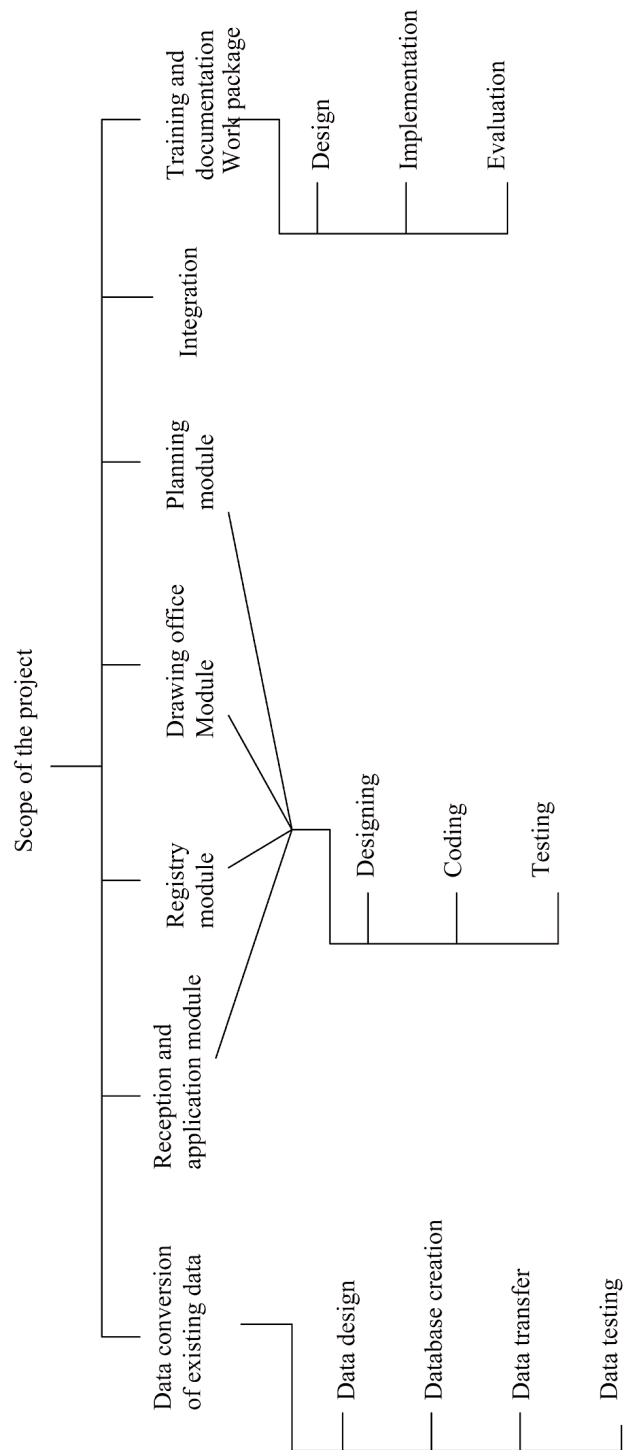 Scope of the project
Data conversion
of existing data
Reception and
application module
Registry
module
Drawing office
Module
Planning
module
Integration
Training and
documentation
Work package
Data design
Database creation
Data transfer
Data testing
Designing
Coding
Testing
Design
Implementation
Evaluation